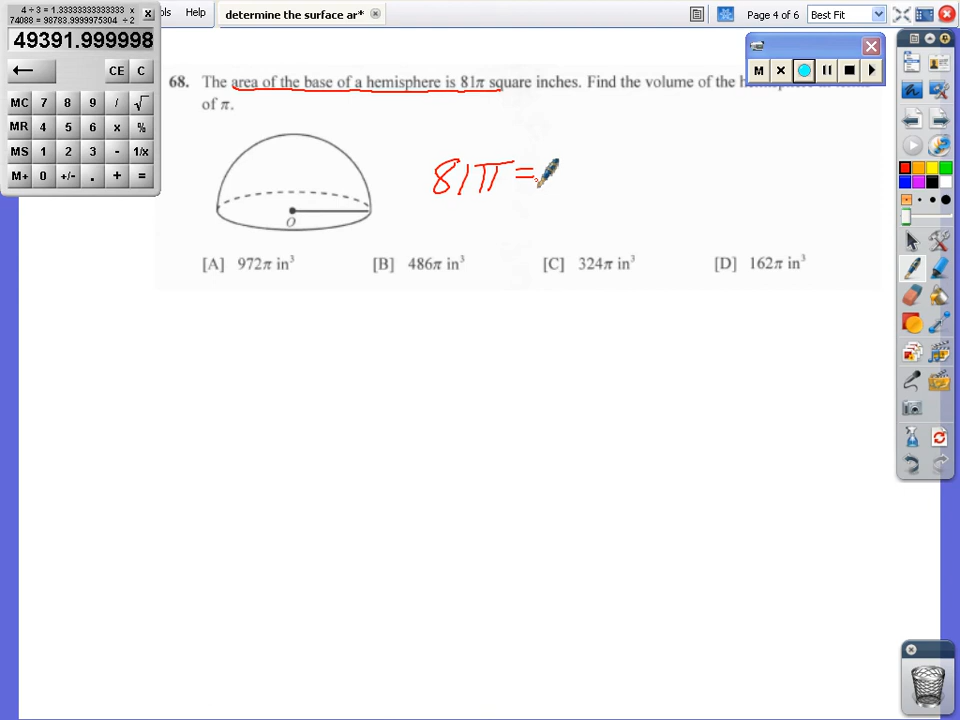 4 ÷ 3 = 1.33333333333333 x
74088 = 98783.9999975304 ÷ 2
49391.999998
CE C
MC 7 8 9 / √
MR 4 5 6 x %
MS 1 2 3 - 1/x
M+ 0 +/- . + =
ols Help
determine the surface ar*
Page 4 of 6
Best Fit
M
68. The area of the base of a hemisphere is 81π square inches. Find the volume of the in terms
of π.
81π =
O
[A] 972π in³ [B] 486π in³ [C] 324π in³ [D] 162π in³